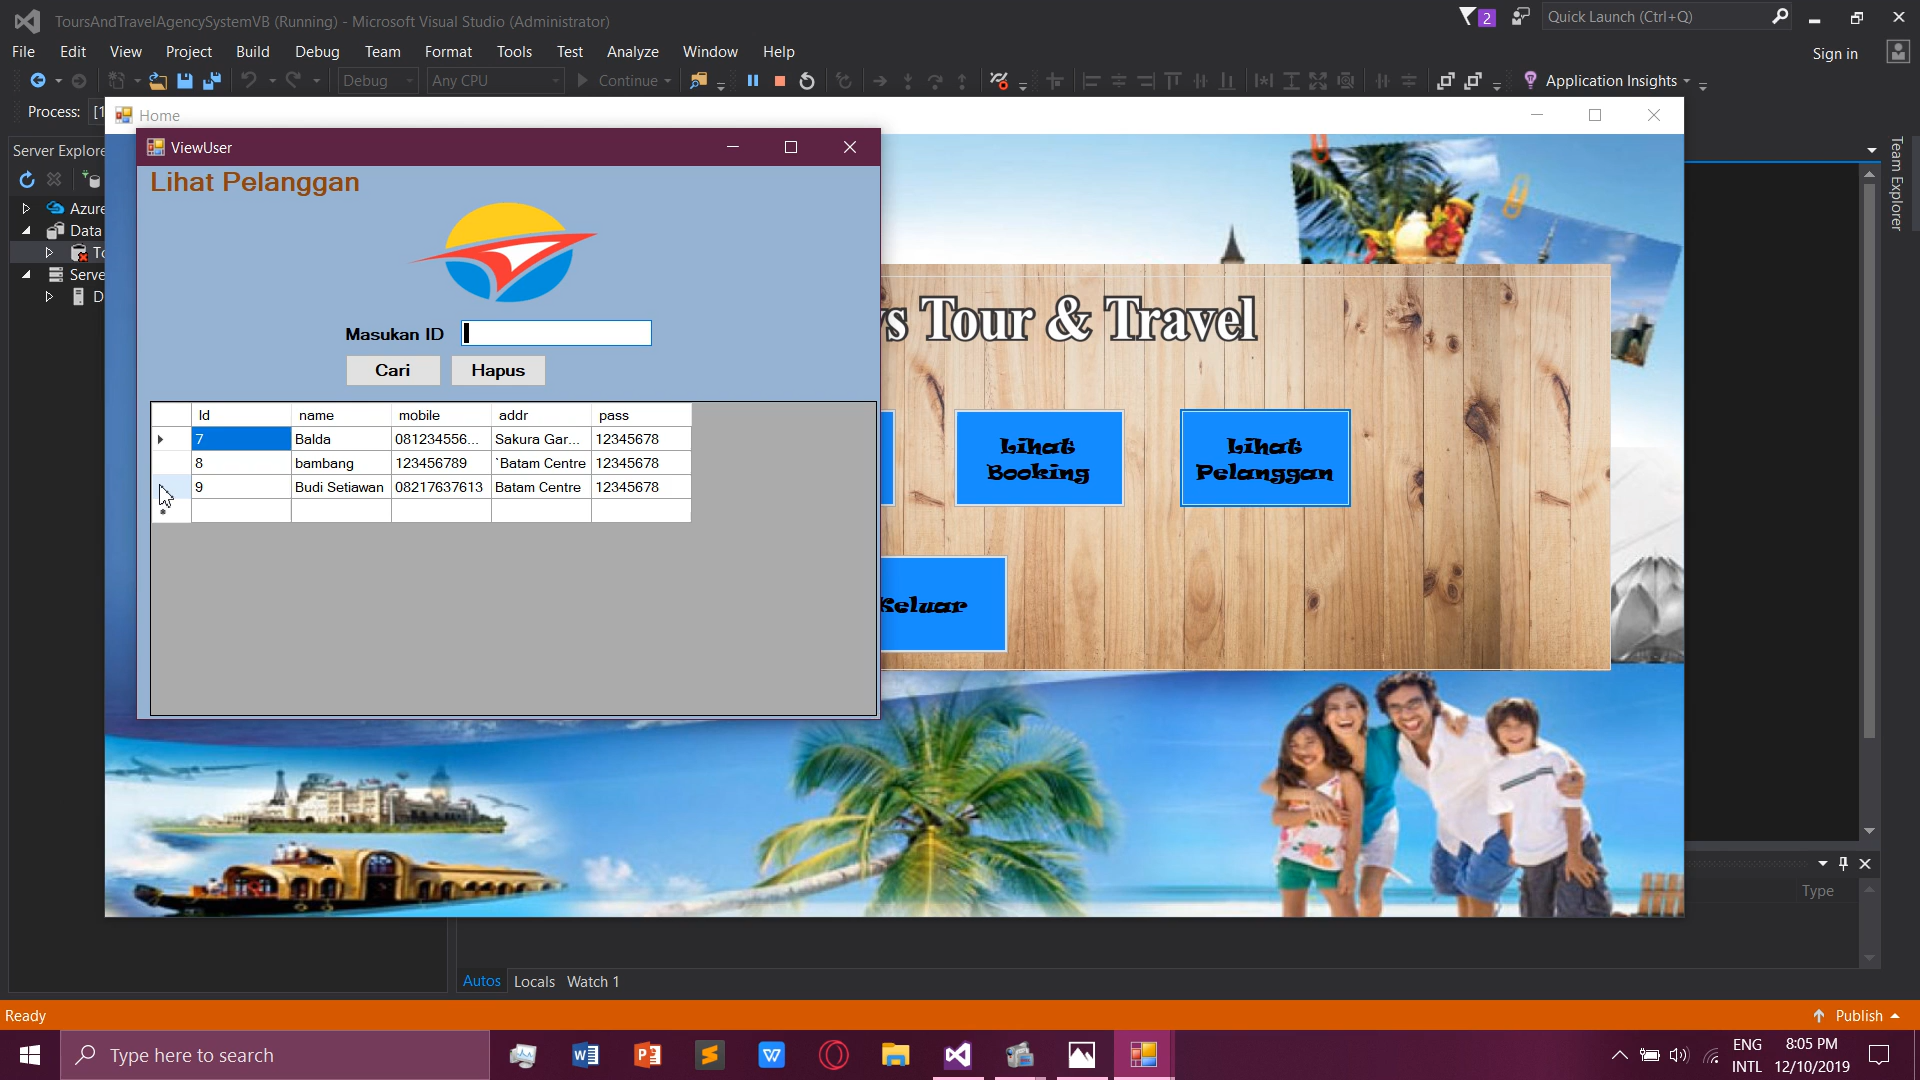 ToursAndTravelAgencySystemVB (Running) - Microsoft Visual Studio (Administrator)
2
Quick Launch (Ctrl+Q)
File Edit View Project Build Debug Team Format Tools Test Analyze Window Help
Sign in
Debug Any CPU Continue Application Insights
Process: [1
Home
Server Explore
ViewUser
Team Explorer
Lihat Pelanggan
Azure
Data
To
Serve
D
s Tour & Travel
Masukan ID
Cari Hapus
Id name mobile addr pass
7 Balda 081234556... Sakura Gar... 12345678
8 bambang 123456789 `Batam Centre 12345678
9 Budi Setiawan 08217637613 Batam Centre 12345678
Lihat
Booking
Lihat
Pelanggan
Keluar
Type
Autos Locals Watch 1
Ready
Publish
Type here to search
ENG
INTL
8:05 PM
12/10/2019